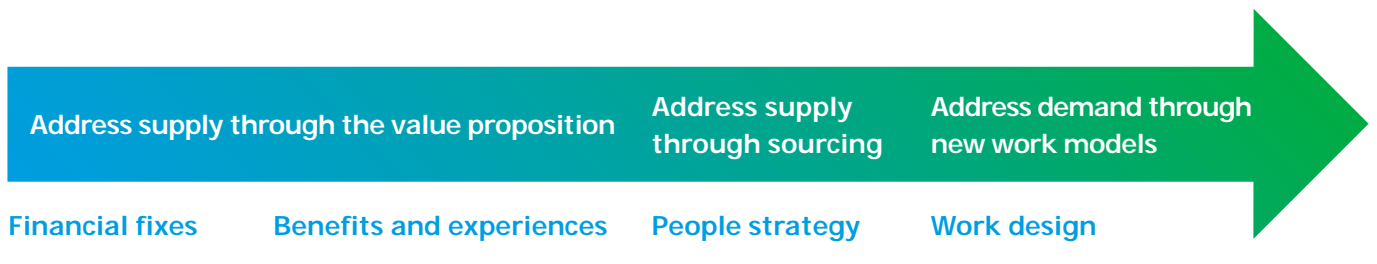 Address supply through the value proposition
Address supply
through sourcing
Address demand through
new work models
Financial fixes
Benefits and experiences
People strategy
Work design